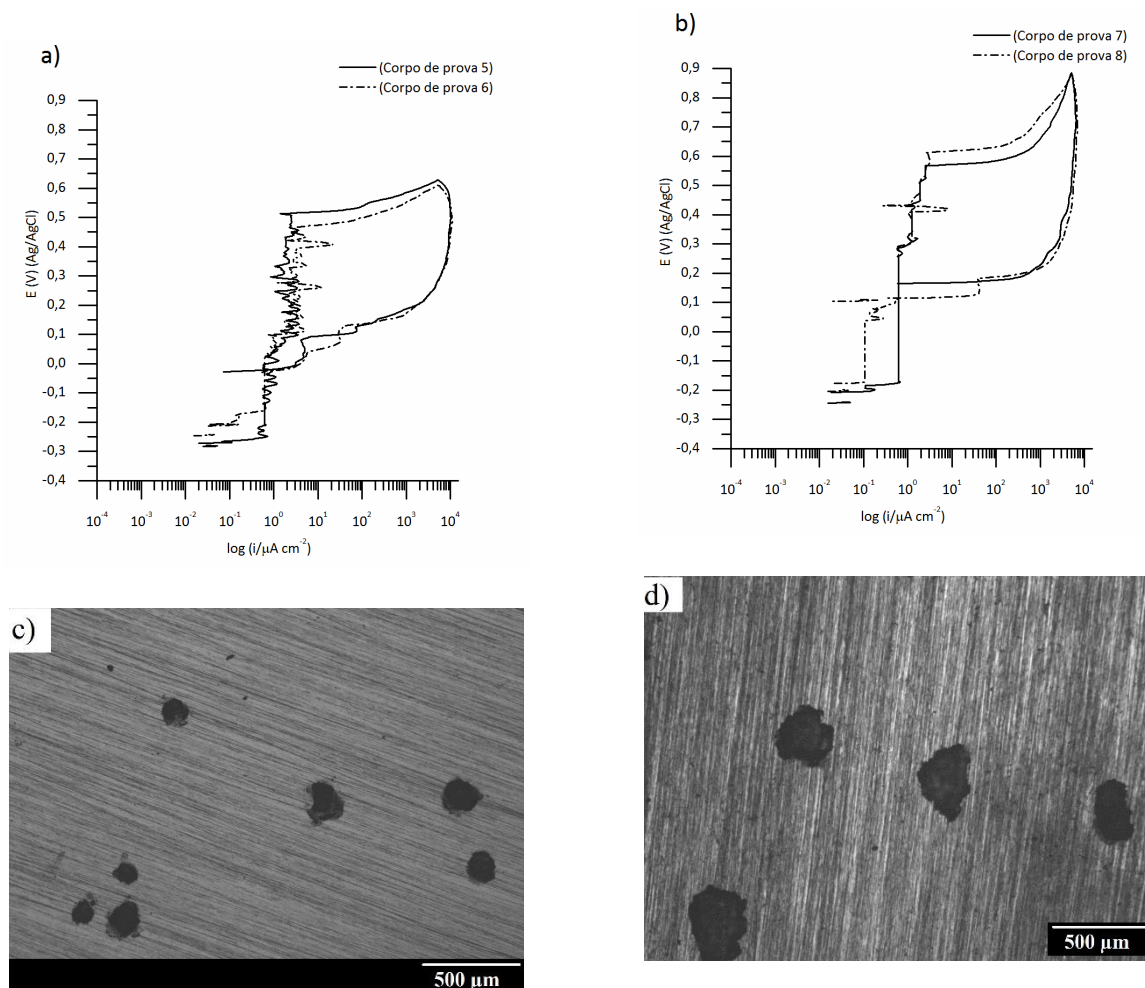 a)
(Corpo de prova 5)
(Corpo de prova 6)
0,9
0,8
0,7
0,6
0,5
0,4
0,3
0,2
0,1
0,0
-0,1
-0,2
-0,3
-0,4
E (V) (Ag/AgCl)
10⁻⁴ 10⁻³ 10⁻² 10⁻¹ 10⁰ 10¹ 10² 10³ 10⁴
log (i/µA cm⁻²)
b)
(Corpo de prova 7)
(Corpo de prova 8)
0,9
0,8
0,7
0,6
0,5
0,4
0,3
0,2
0,1
0,0
-0,1
-0,2
-0,3
-0,4
E (V) (Ag/AgCl)
10⁻⁴ 10⁻³ 10⁻² 10⁻¹ 10⁰ 10¹ 10² 10³ 10⁴
log (i/µA cm⁻²)
c)
500 µm
d)
500 µm